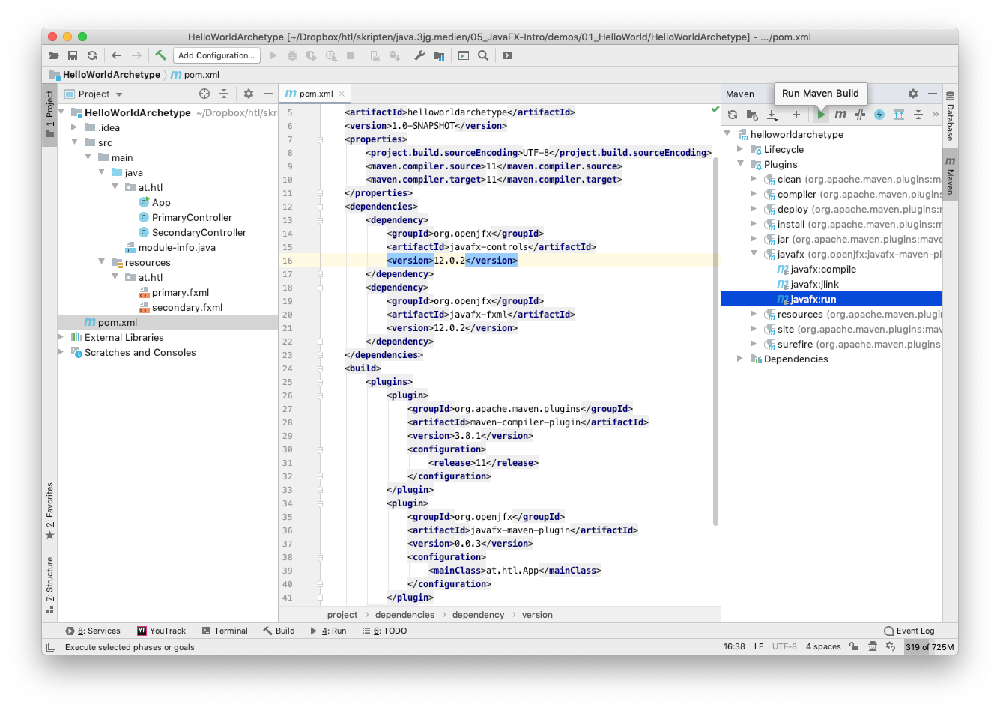 HelloWorldArchetype [~/Dropbox/htl/skripten/java.3jg.medien/05_JavaFX-Intro/demos/01_HelloWorld/HelloWorldArchetype] - .../pom.xml
Add Configuration...
HelloWorldArchetype
pom.xml
1: Project
2: Favorites
Z: Structure
Project
HelloWorldArchetype ~/Dropbox/htl/skr
.idea
src
main
java
at.htl
App
PrimaryController
SecondaryController
module-info.java
resources
at.htl
primary.fxml
secondary.fxml
pom.xml
External Libraries
Scratches and Consoles
pom.xml
5 <artifactId>helloworldarchetype</artifactId>
6 <version>1.0-SNAPSHOT</version>
7 <properties>
8 <project.build.sourceEncoding>UTF-8</project.build.sourceEncoding>
9 <maven.compiler.source>11</maven.compiler.source>
10 <maven.compiler.target>11</maven.compiler.target>
11 </properties>
12 <dependencies>
13 <dependency>
14 <groupId>org.openjfx</groupId>
15 <artifactId>javafx-controls</artifactId>
16 <version>12.0.2</version>
17 </dependency>
18 <dependency>
19 <groupId>org.openjfx</groupId>
20 <artifactId>javafx-fxml</artifactId>
21 <version>12.0.2</version>
22 </dependency>
23 </dependencies>
24 <build>
25 <plugins>
26 <plugin>
27 <groupId>org.apache.maven.plugins</groupId>
28 <artifactId>maven-compiler-plugin</artifactId>
29 <version>3.8.1</version>
30 <configuration>
31 <release>11</release>
32 </configuration>
33 </plugin>
34 <plugin>
35 <groupId>org.openjfx</groupId>
36 <artifactId>javafx-maven-plugin</artifactId>
37 <version>0.0.3</version>
38 <configuration>
39 <mainClass>at.htl.App</mainClass>
40 </configuration>
41 </plugin>
project › dependencies › dependency › version
Maven
Run Maven Build
helloworldarchetype
Lifecycle
Plugins
clean (org.apache.maven.plugins:ma
compiler (org.apache.maven.plugins
deploy (org.apache.maven.plugins:m
install (org.apache.maven.plugins:m
jar (org.apache.maven.plugins:mave
javafx (org.openjfx:javafx-maven-pl
javafx:compile
javafx:jlink
javafx:run
resources (org.apache.maven.plugins
site (org.apache.maven.plugins:mav
surefire (org.apache.maven.plugins:
Dependencies
Database
Maven
8: Services
YT YouTrack
Terminal
Build
4: Run
6: TODO
Event Log
Execute selected phases or goals
16:38 LF UTF-8 4 spaces
319 of 725M